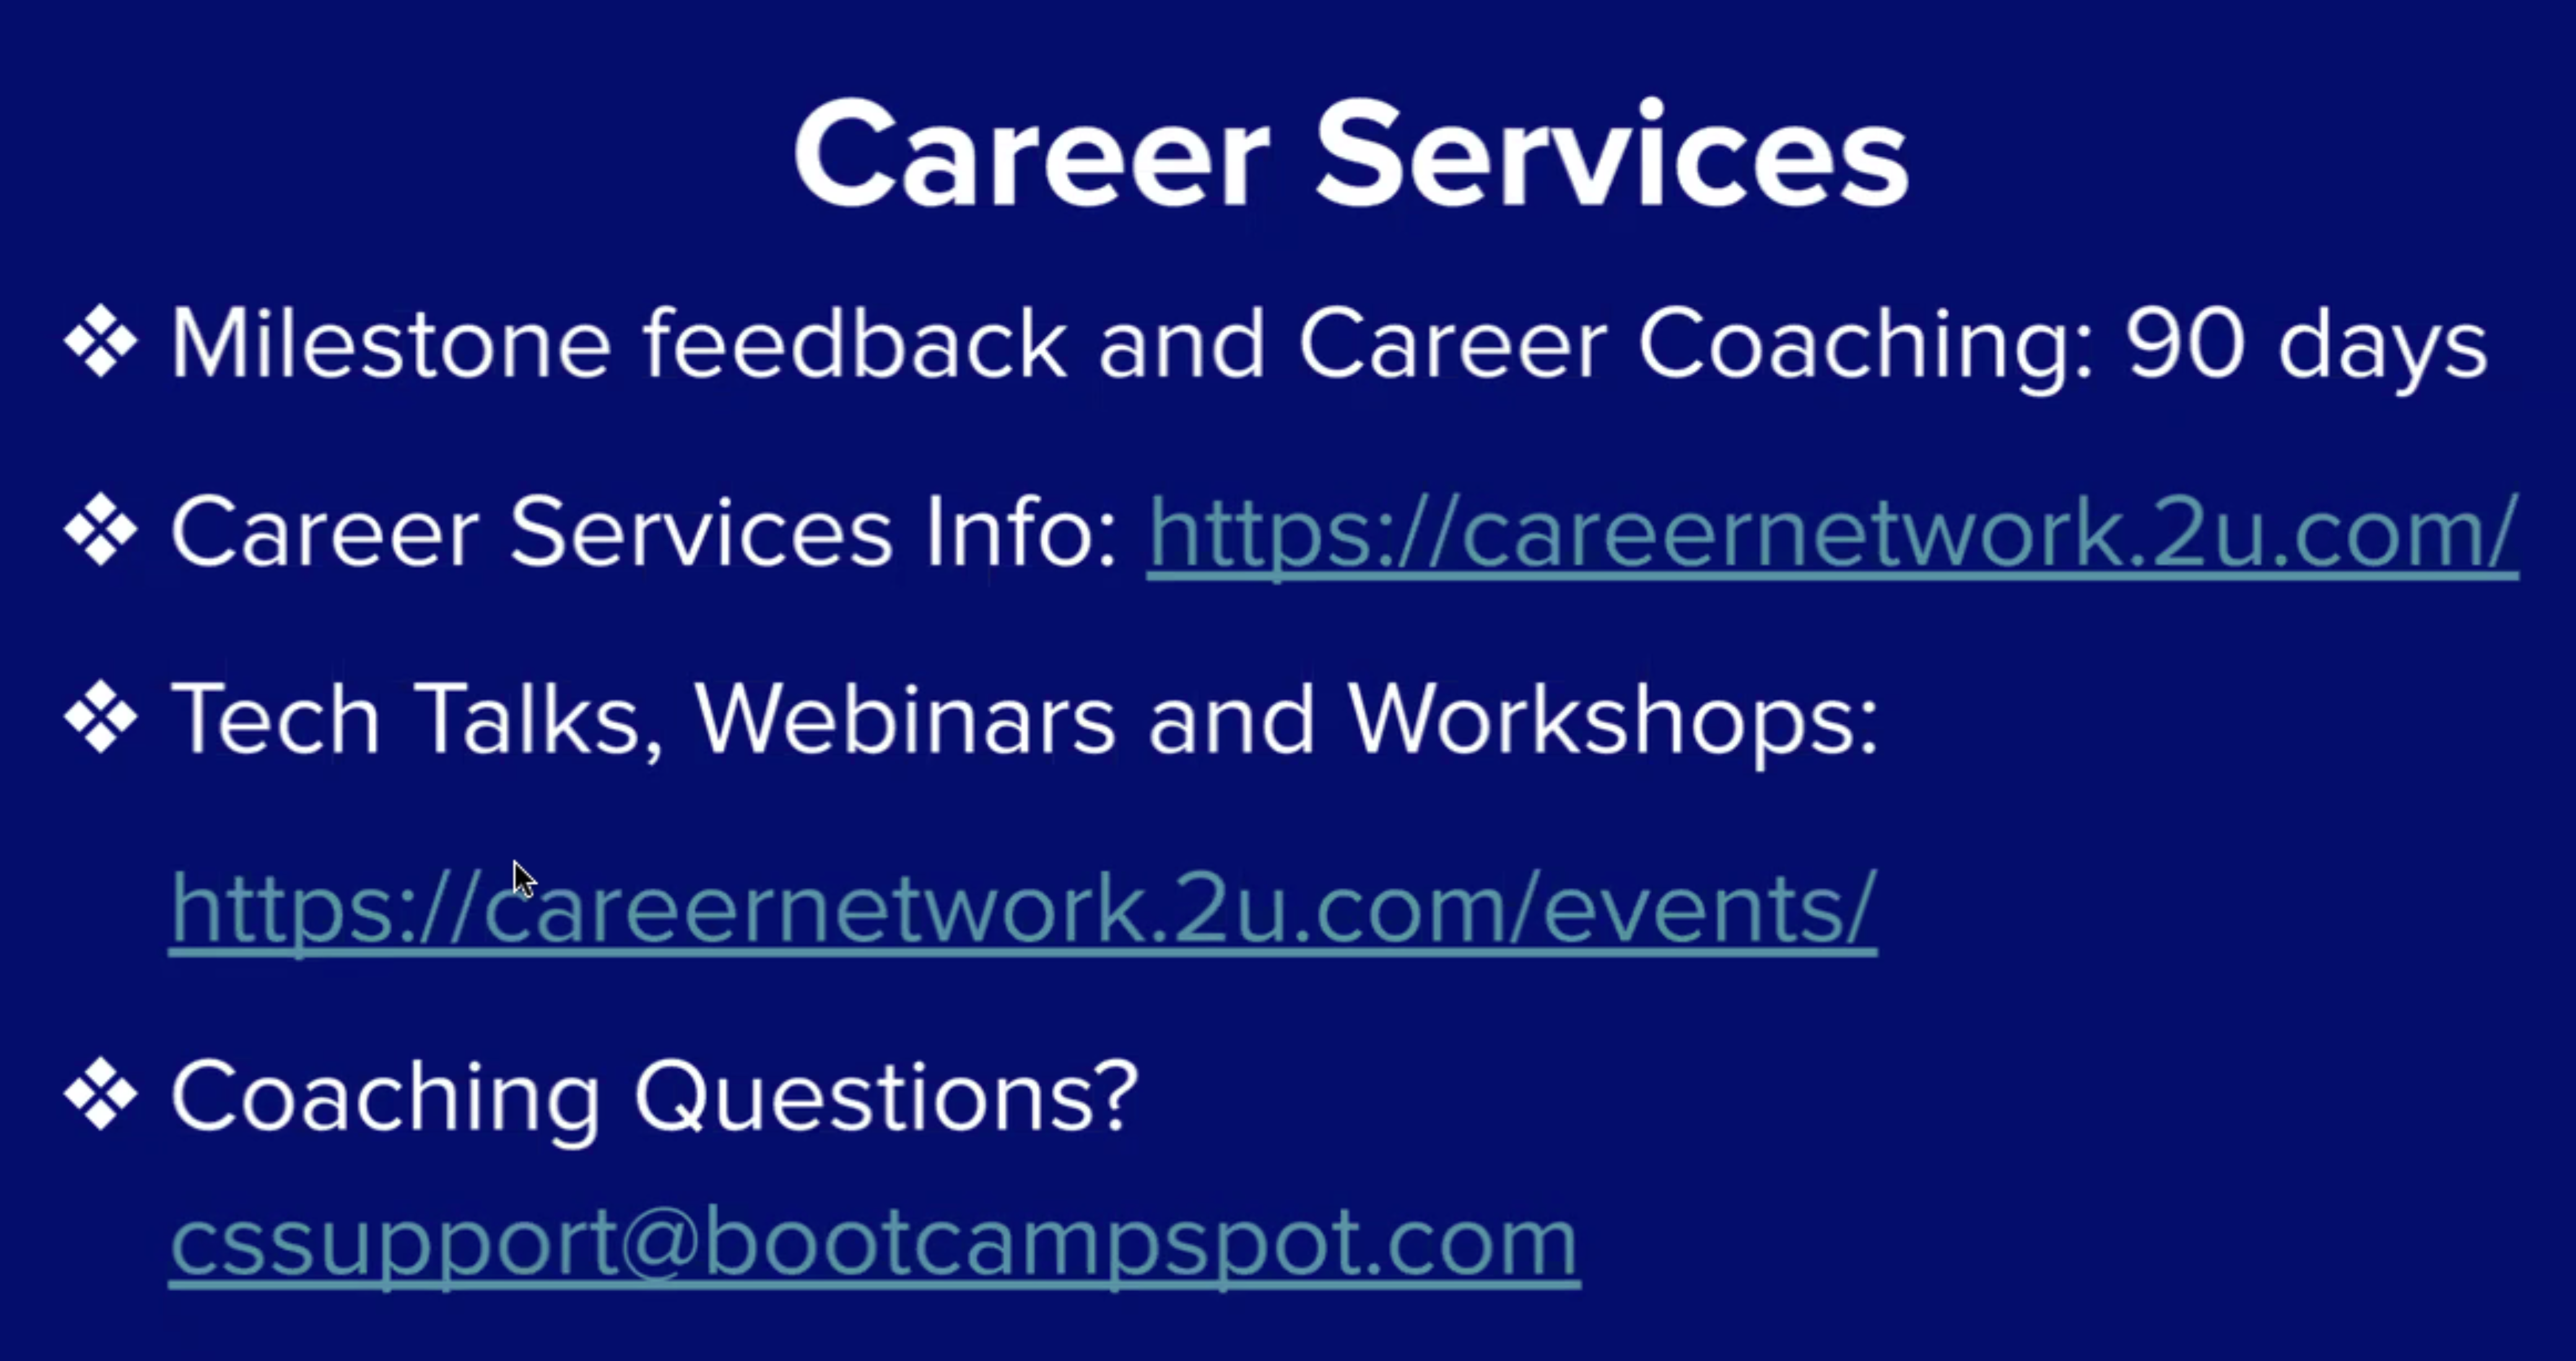 Career Services
❖ Milestone feedback and Career Coaching: 90 days
❖ Career Services Info: https://careernetwork.2u.com/
❖ Tech Talks, Webinars and Workshops:
https://careernetwork.2u.com/events/
❖ Coaching Questions?
cssupport@bootcampspot.com